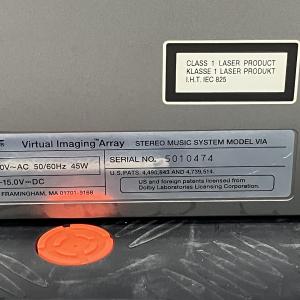 CLASS 1 LASER PRODUCT
KLASSE 1 LASER PRODUKT
I.H.T. IEC 825
Virtual Imaging™Array STEREO MUSIC SYSTEM MODEL VIA
0V~AC 50/60Hz 45W
SERIAL NO. 5010474
-15.0V⎓DC
U.S. PATS. 4,490,843 AND 4,739,514.
FRAMINGHAM, MA 01701-9168
US and foreign patents licensed from
Dolby Laboratories Licensing Corporation.